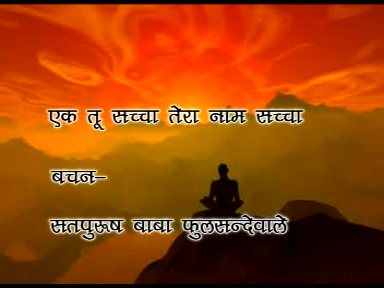 एक तू सच्चा तेरा नाम सच्चा
बचन-
सतपुरूष बाबा फुलसन्देवाले